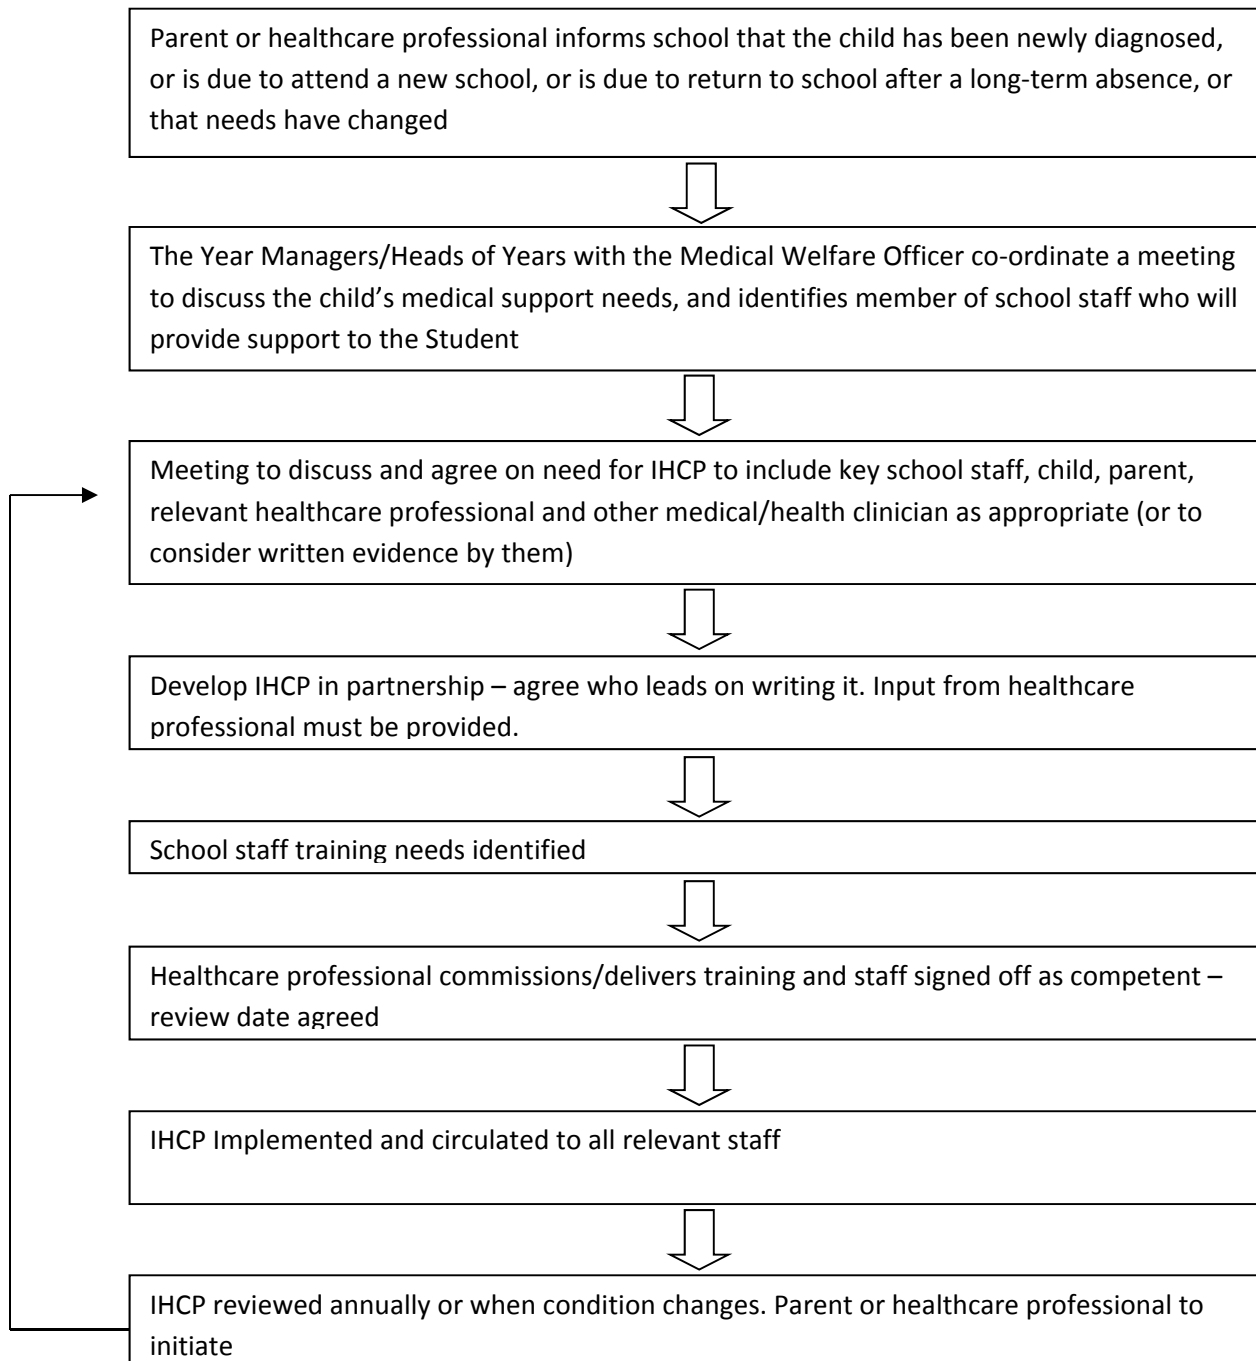 Parent or healthcare professional informs school that the child has been newly diagnosed,
or is due to attend a new school, or is due to return to school after a long-term absence, or
that needs have changed
The Year Managers/Heads of Years with the Medical Welfare Officer co-ordinate a meeting
to discuss the child’s medical support needs, and identifies member of school staff who will
provide support to the Student
Meeting to discuss and agree on need for IHCP to include key school staff, child, parent,
relevant healthcare professional and other medical/health clinician as appropriate (or to
consider written evidence by them)
Develop IHCP in partnership – agree who leads on writing it. Input from healthcare
professional must be provided.
School staff training needs identified
Healthcare professional commissions/delivers training and staff signed off as competent –
review date agreed
IHCP Implemented and circulated to all relevant staff
IHCP reviewed annually or when condition changes. Parent or healthcare professional to
initiate